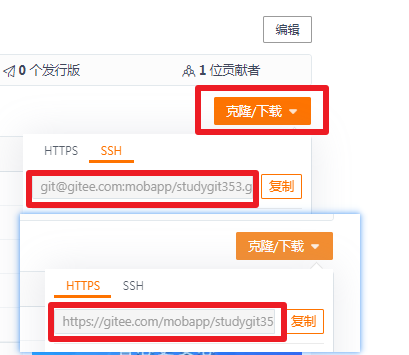 编辑
0 个发行版
1 位贡献者
克隆/下载
HTTPS SSH
git@gitee.com:mobapp/studygit353.g
复制
克隆/下载
HTTPS SSH
https://gitee.com/mobapp/studygit35
复制